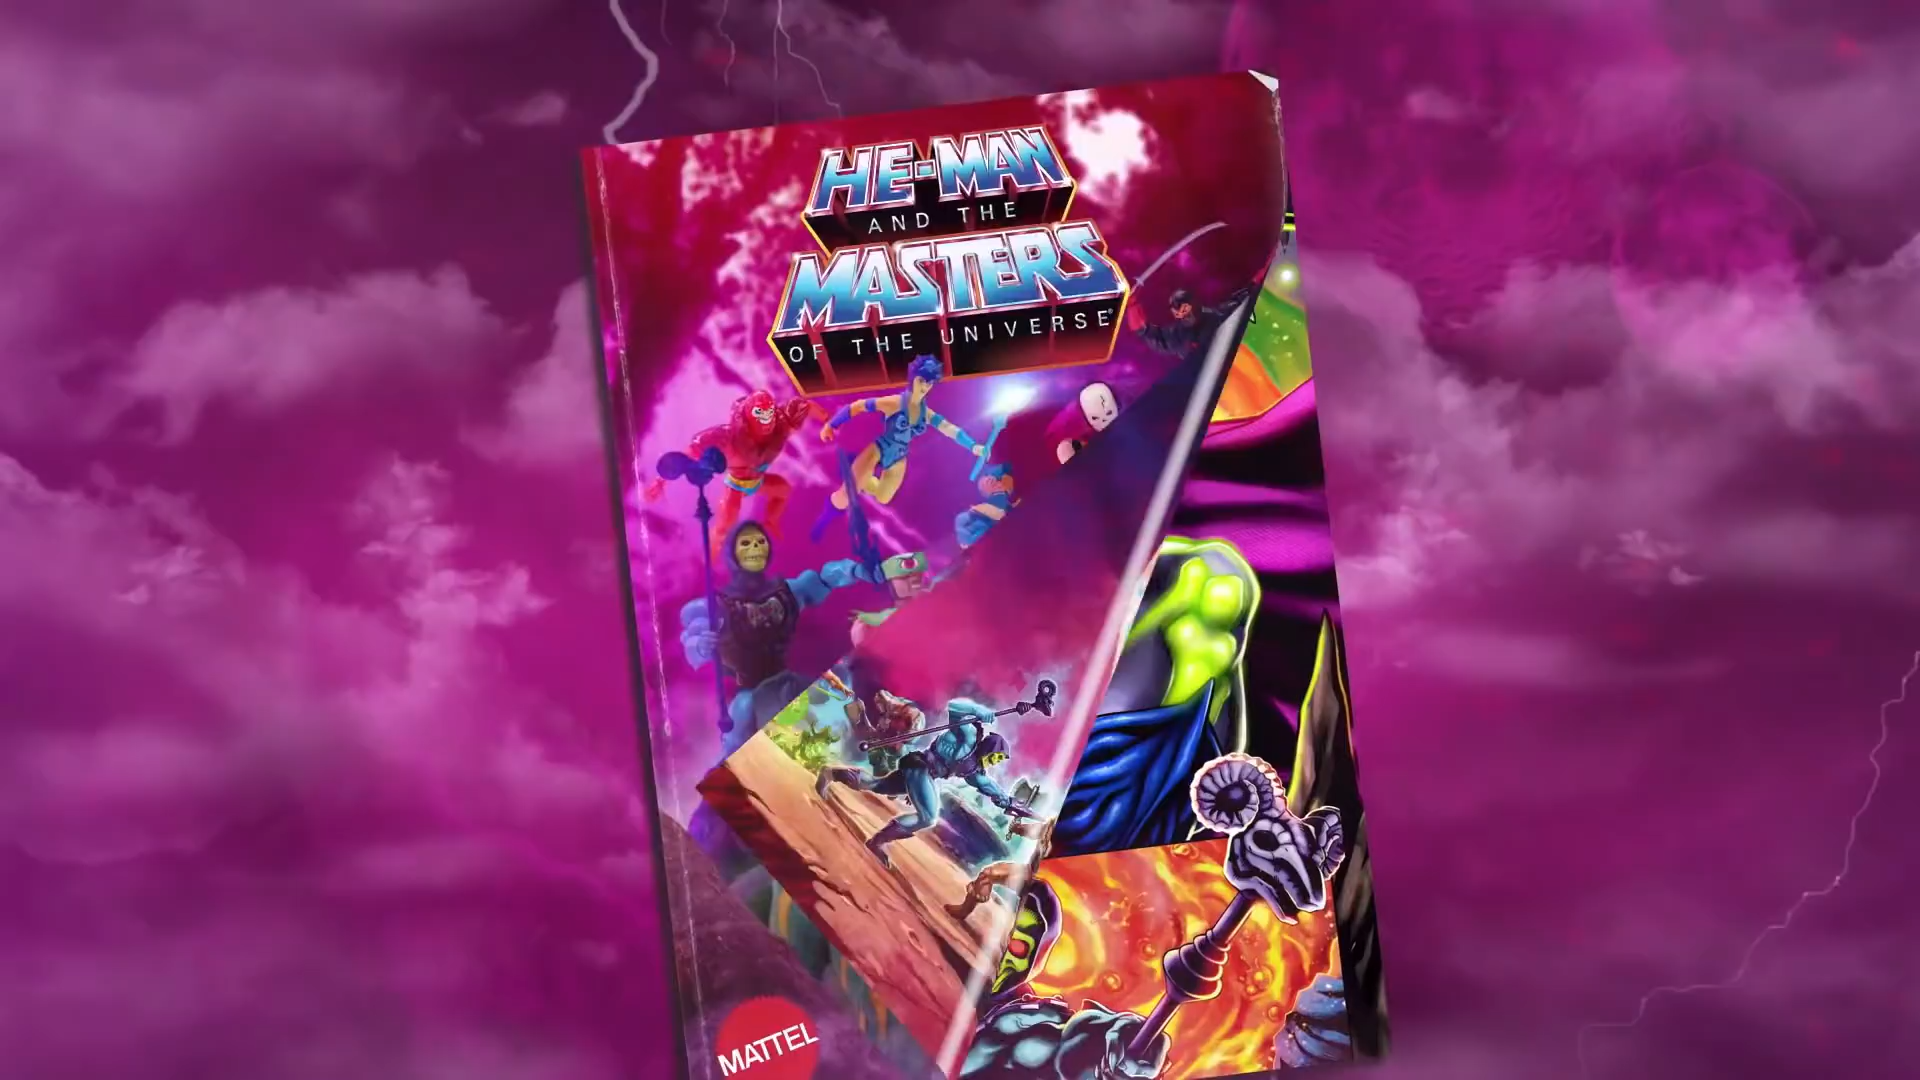 HE-MAN
AND THE
MASTERS
OF THE UNIVERSE®
MATTEL